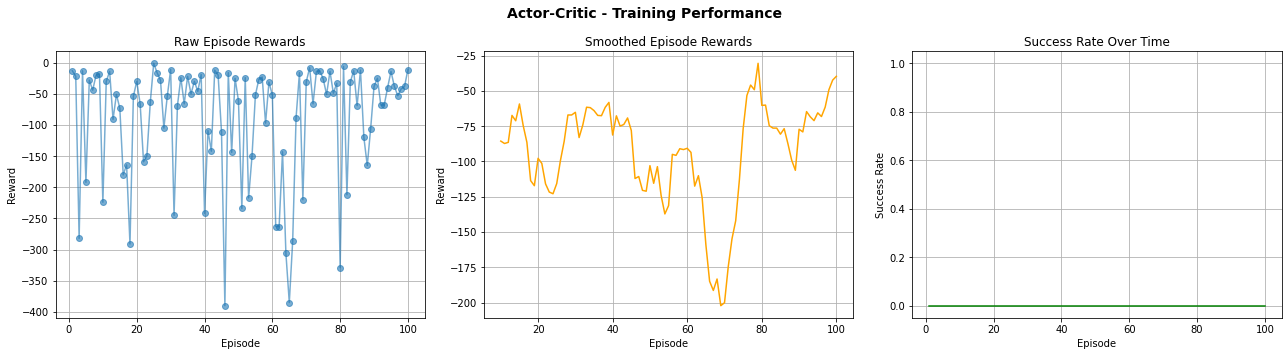 Actor-Critic - Training Performance
Raw Episode Rewards
Reward
0
−50
−100
−150
−200
−250
−300
−350
−400
0 20 40 60 80 100
Episode
Smoothed Episode Rewards
Reward
−25
−50
−75
−100
−125
−150
−175
−200
20 40 60 80 100
Episode
Success Rate Over Time
Success Rate
1.0
0.8
0.6
0.4
0.2
0.0
0 20 40 60 80 100
Episode